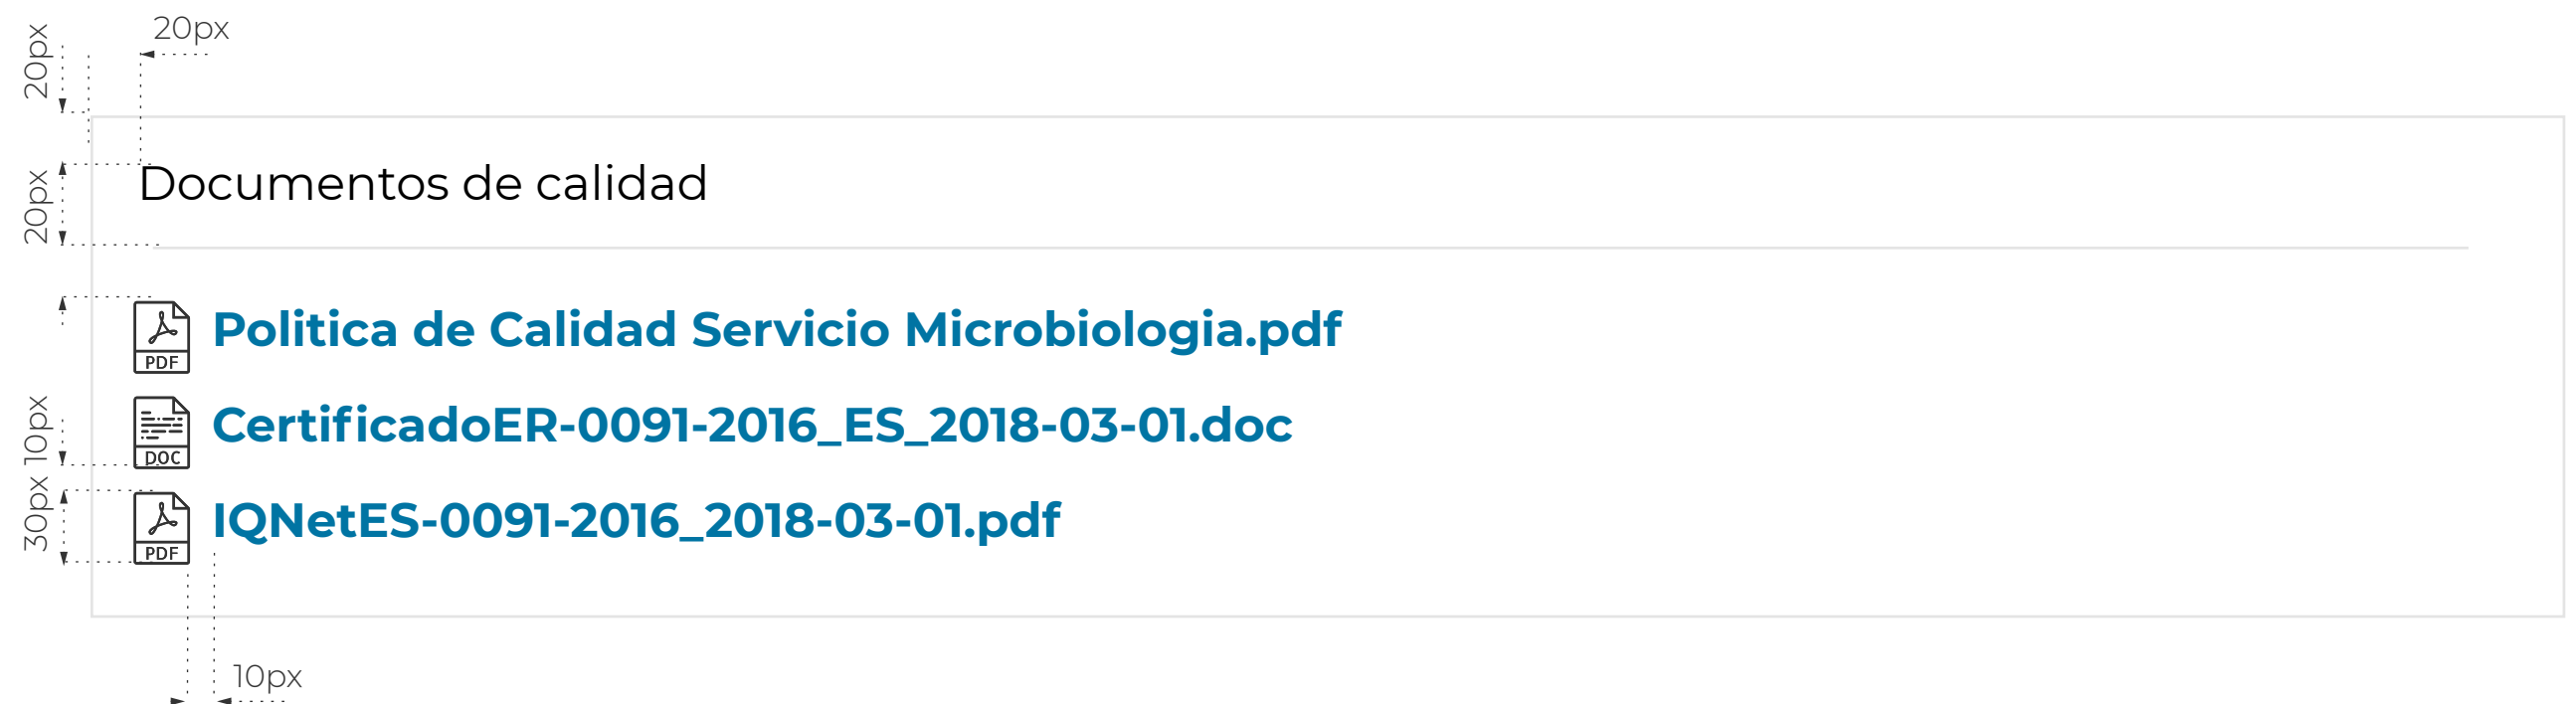 20px
20px
20px
Documentos de calidad
PDF Politica de Calidad Servicio Microbiologia.pdf
10px
DOC CertificadoER-0091-2016_ES_2018-03-01.doc
30px
PDF IQNetES-0091-2016_2018-03-01.pdf
10px